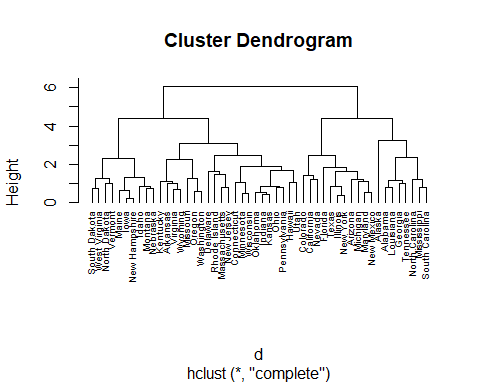 Cluster Dendrogram
Height
6
4
2
0
South Dakota
West Virginia
North Dakota
Vermont
Maine
Iowa
New Hampshire
Idaho
Montana
Nebraska
Kentucky
Arkansas
Virginia
Wyoming
Missouri
Oregon
Washington
Delaware
Rhode Island
Massachusetts
New Jersey
Connecticut
Minnesota
Wisconsin
Oklahoma
Indiana
Kansas
Ohio
Pennsylvania
Hawaii
Utah
Colorado
California
Nevada
Florida
Texas
Illinois
New York
Arizona
Michigan
Maryland
New Mexico
Alaska
Alabama
Louisiana
Georgia
Tennessee
North Carolina
Mississippi
South Carolina
d
hclust (*, "complete")